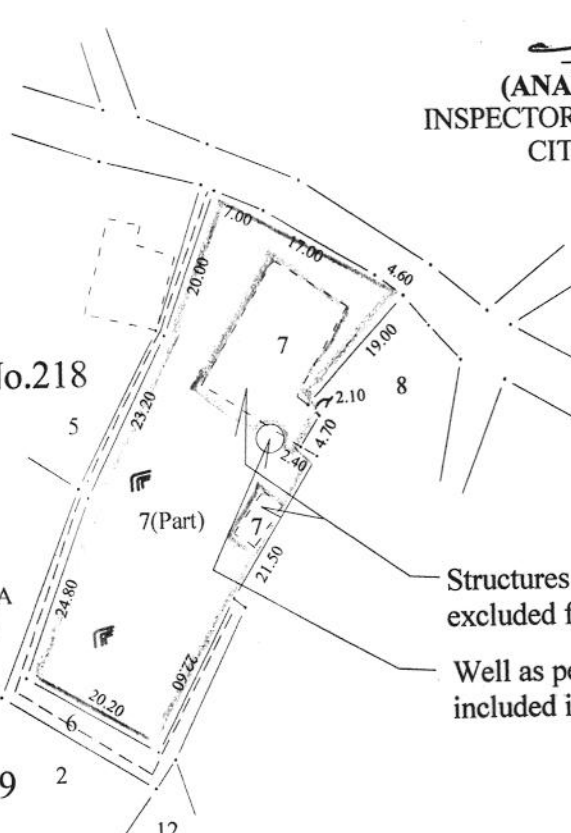 (ANA
INSPECTOR
CIT
7.00
17.00
4.60
20.00
19.00
7
8
2.10
No.218
23.20
4.70
5
2.40
7(Part)
7
21.50
Structures
excluded f
A
24.80
Well as pe
included i
22.60
20.20
6
9
2
12